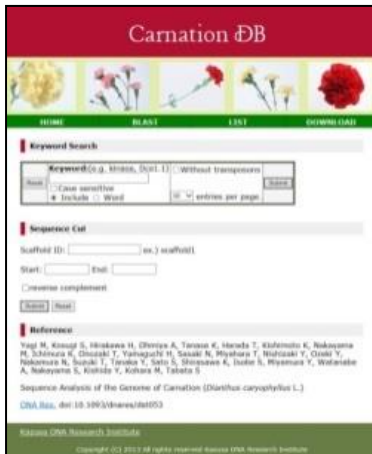 Carnation DB
HOME BLAST LIST DOWNLOAD
Keyword Search
Keyword:(e.g. kinase, Dca1.1)
Without transposons
Reset
Submit
Case sensitive
Include Word
entries per page
Sequence Cut
Scaffold ID: ex.) scaffold1
Start: End:
reverse complement
Submit Reset
Reference
Yagi M, Kosugi S, Hirakawa H, Ohmiya A, Tanase K, Harada T, Kishimoto K, Nakayama
M, Ichimura K, Onozaki T, Yamaguchi H, Sasaki N, Miyahara T, Nishizaki Y, Ozeki Y,
Nakamura N, Suzuki T, Tanaka Y, Sato S, Shirasawa K, Isobe S, Miyamura Y, Watanabe
A, Nakayama S, Kishida Y, Kohara M, Tabata S
Sequence Analysis of the Genome of Carnation (Dianthus caryophyllus L.)
DNA Res. doi:10.1093/dnares/dst053
Kazusa DNA Research Institute
Copyright (C) 2013 All rights reserved Kazusa DNA Research Institute